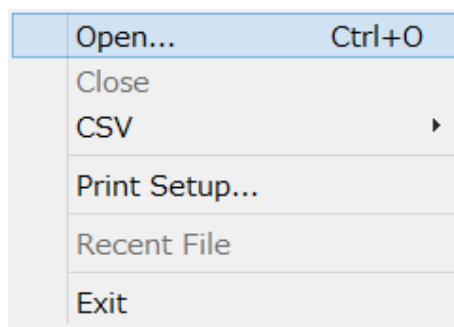 Open... Ctrl+O
Close
CSV
Print Setup...
Recent File
Exit